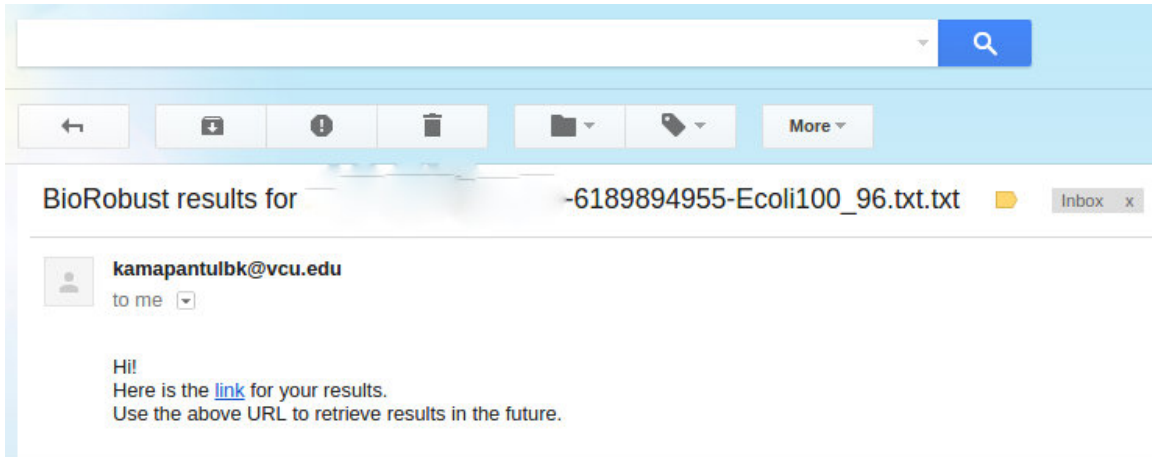 More
BioRobust results for -6189894955-Ecoli100_96.txt.txt Inbox x
kamapantulbk@vcu.edu
to me
Hi!
Here is the link for your results.
Use the above URL to retrieve results in the future.